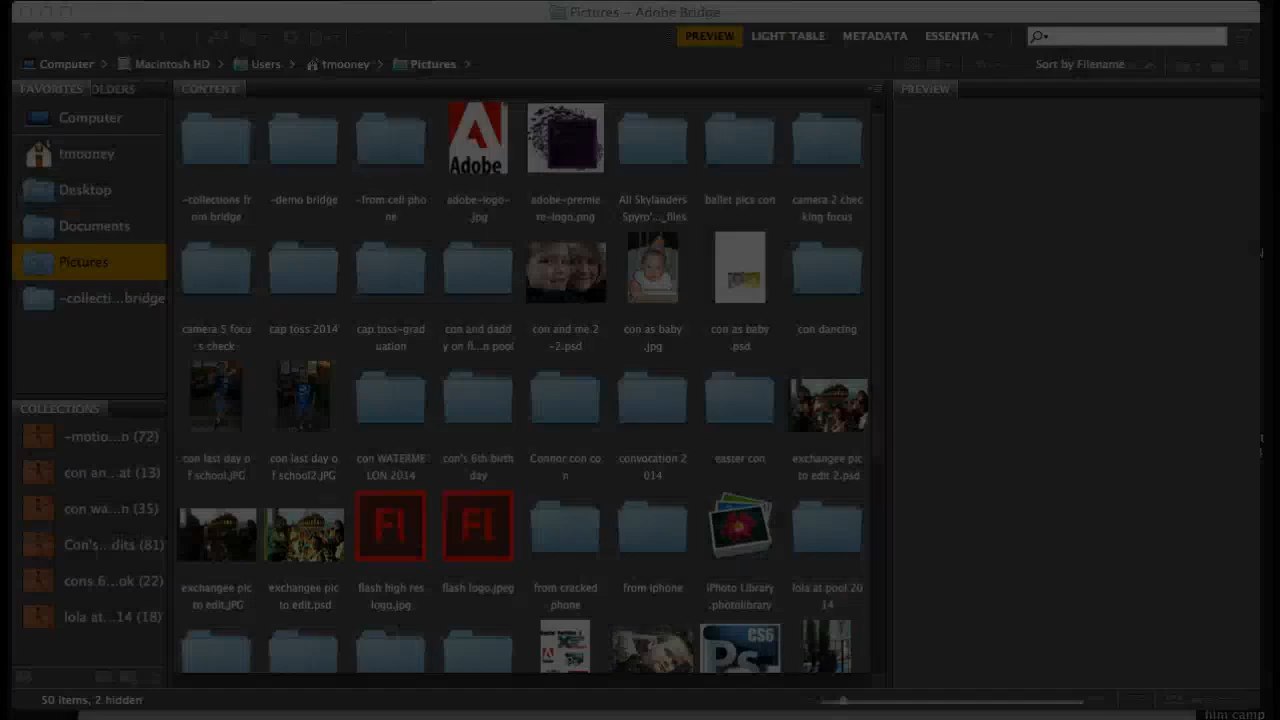 Pictures – Adobe Bridge
PREVIEW LIGHT TABLE METADATA ESSENTIA
Computer Macintosh HD Users tmooney Pictures
Sort by Filename
FAVORITES OLDERS
Computer
tmooney
Desktop
Documents
Pictures
~collecti...bridge
COLLECTIONS
~motio...n (72)
con an...at (13)
con wa...n (35)
Con's...dits (81)
cons 6...ok (22)
lola at...14 (18)
CONTENT
Adobe
~collections fr
om bridge
~demo bridge
~from cell pho
ne
adobe-logo-
.jpg
adobe-premie
re-logo.png
All Skylanders
Spyro'..._files
ballet pics con
camera 2 chec
king focus
camera 5 focu
s check
cap toss 2014
cap toss-grad
uation
con and dadd
y on fi...n pool
con and me 2
-2.psd
con as baby
.jpg
con as baby
.psd
con dancing
con last day o
f school.JPG
con last day o
f school2.JPG
con WATERME
LON 2014
con's 6th birth
day
Connor con co
n
convocation 2
014
easter con
exchangee pic
to edit 2.psd
Fl
Fl
exchangee pic
to edit.JPG
exchangee pic
to edit.psd
flash high res
logo.jpg
flash logo.jpeg
from cracked
phone
from iphone
iPhoto Library
.photolibrary
lola at pool 20
14
CS6
Ps
PREVIEW
50 items, 2 hidden
film camp